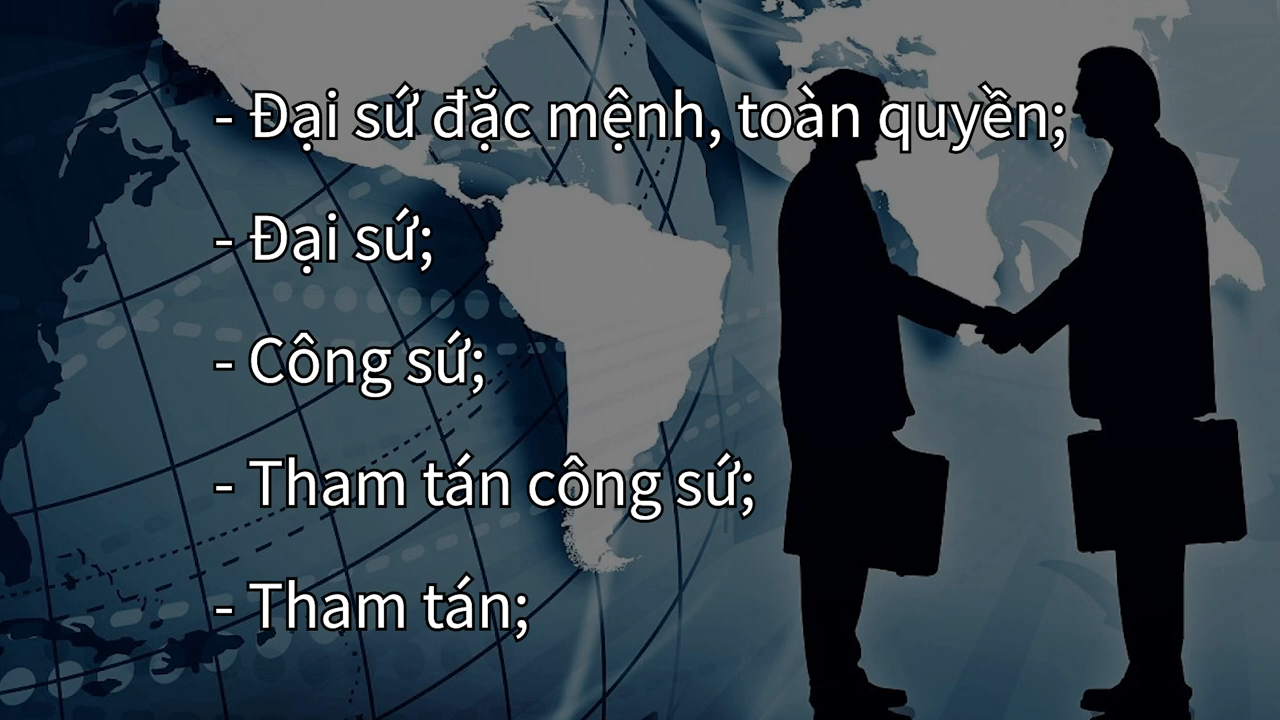 - Đại sứ đặc mệnh, toàn quyền;
- Đại sứ;
- Công sứ;
- Tham tán công sứ;
- Tham tán;